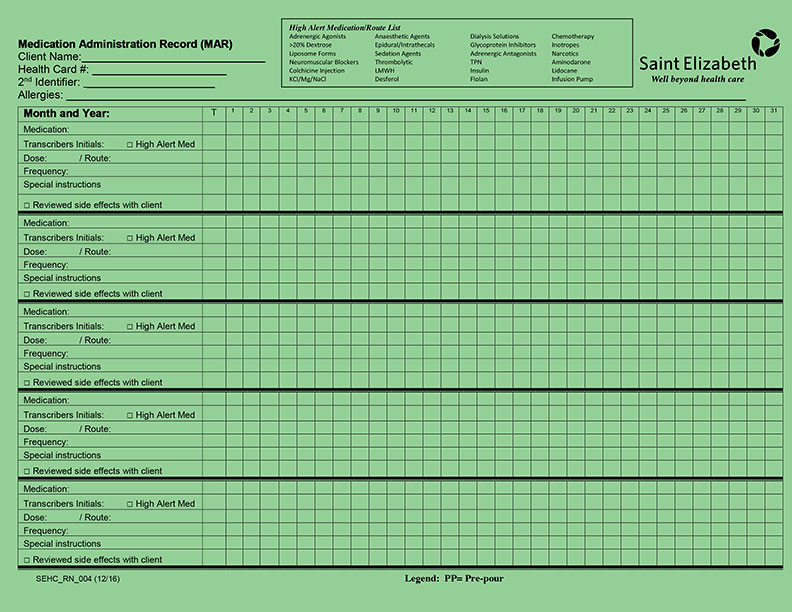 Medication Administration Record (MAR)
Client Name:
Health Card #:
2nd Identifier:
Allergies:
High Alert Medication/Route List
Adrenergic Agonists Anaesthetic Agents Dialysis Solutions Chemotherapy
>20% Dextrose Epidural/Intrathecals Glycoprotein Inhibitors Inotropes
Liposome Forms Sedation Agents Adrenergic Antagonists Narcotics
Neuromuscular Blockers Thrombolytic TPN Aminodarone
Colchicine Injection LMWH Insulin Lidocane
KCl/Mg/NaCl Desferol Flolan Infusion Pump
Saint Elizabeth
Well beyond health care
Month and Year: T 1 2 3 4 5 6 7 8 9 10 11 12 13 14 15 16 17 18 19 20 21 22 23 24 25 26 27 28 29 30 31
Medication:
Transcribers Initials: □ High Alert Med
Dose: / Route:
Frequency:
Special instructions
□ Reviewed side effects with client
Medication:
Transcribers Initials: □ High Alert Med
Dose: / Route:
Frequency:
Special instructions
□ Reviewed side effects with client
Medication:
Transcribers Initials: □ High Alert Med
Dose: / Route:
Frequency:
Special instructions
□ Reviewed side effects with client
Medication:
Transcribers Initials: □ High Alert Med
Dose: / Route:
Frequency:
Special instructions
□ Reviewed side effects with client
Medication:
Transcribers Initials: □ High Alert Med
Dose: / Route:
Frequency:
Special instructions
□ Reviewed side effects with client
SEHC_RN_004 (12/16)
Legend: PP= Pre-pour